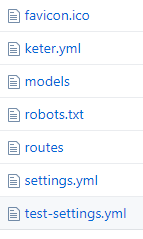 favicon.ico
keter.yml
models
robots.txt
routes
settings.yml
test-settings.yml